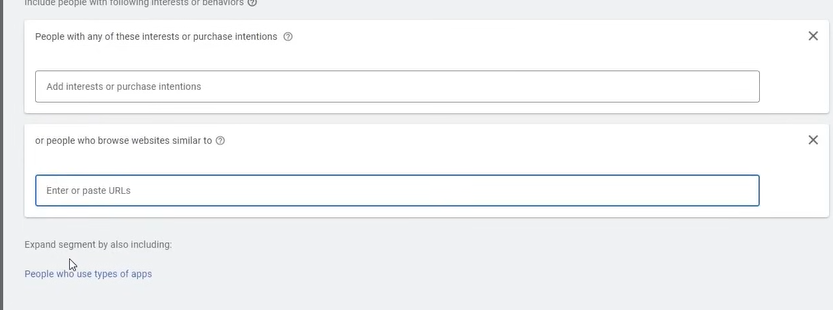 Include people with following interests or behaviors
People with any of these interests or purchase intentions
Add interests or purchase intentions
or people who browse websites similar to
Enter or paste URLs
Expand segment by also including:
People who use types of apps